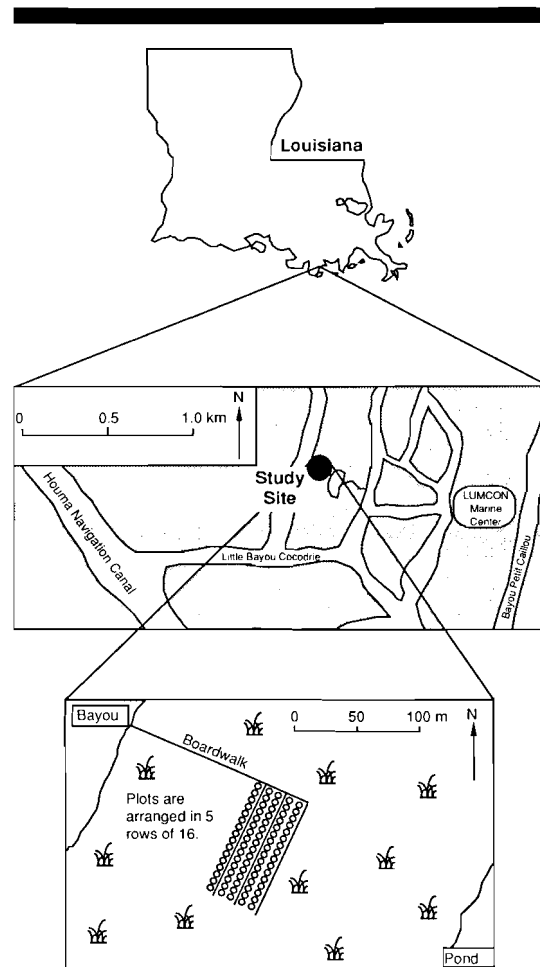 Louisiana
0 0.5 1.0 km
N
Study
Site
Houma Navigation Canal
Little Bayou Cocodrie
LUMCON
Marine
Center
Bayou Petit Caillou
Bayou
Boardwalk
0 50 100 m
N
Plots are
arranged in 5
rows of 16.
Pond